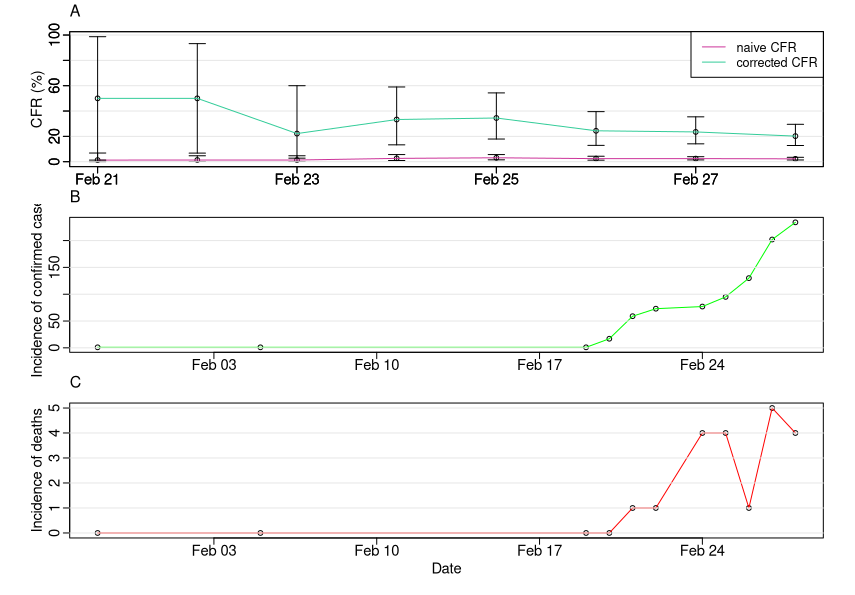 A
CFR (%)
100
60
20
0
naive CFR
corrected CFR
Feb 21
Feb 23
Feb 25
Feb 27
B
Incidence of confirmed
150
50
0
Feb 03
Feb 10
Feb 17
Feb 24
C
Incidence of deaths
5
4
3
2
1
0
Feb 03
Feb 10
Feb 17
Feb 24
Date